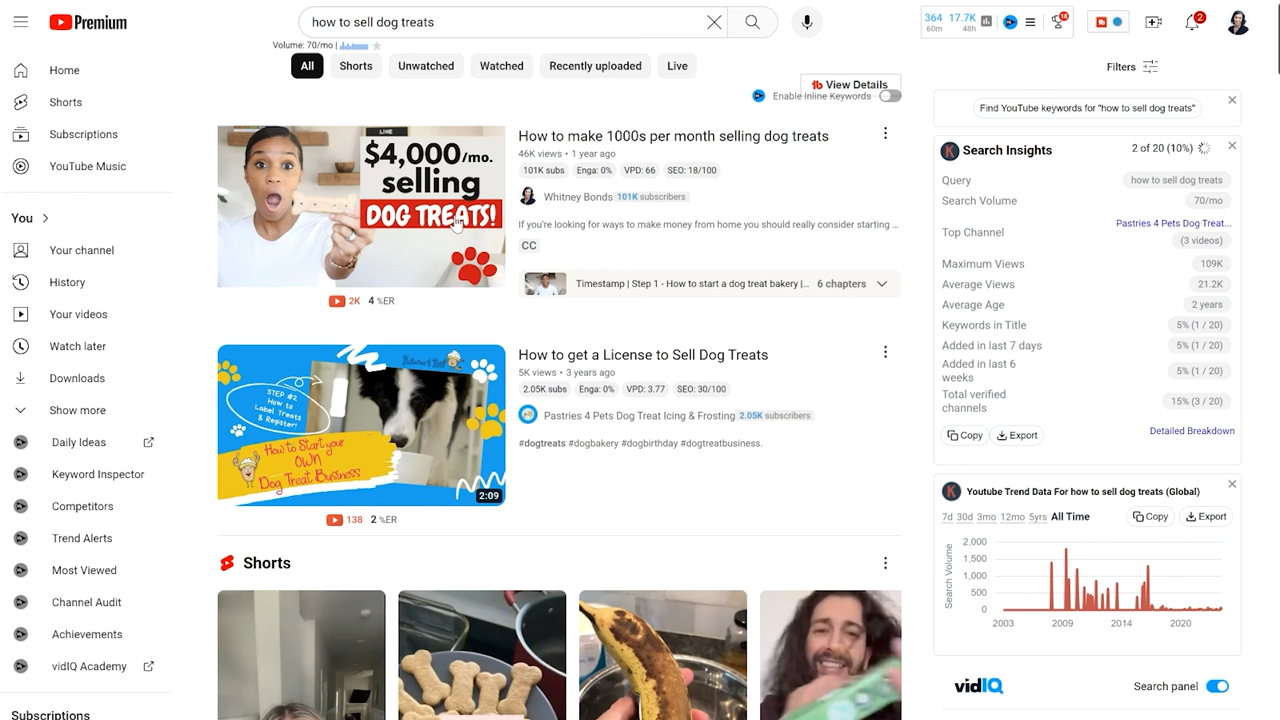 Premium
how to sell dog treats
364 17.7K
60m 48h
18
2
Volume: 70/mo |
All Shorts Unwatched Watched Recently uploaded Live
Filters
View Details
Enable Inline Keywords
Home
Shorts
Subscriptions
YouTube Music
You
Your channel
History
Your videos
Watch later
Downloads
Show more
Daily Ideas
Keyword Inspector
Competitors
Trend Alerts
Most Viewed
Channel Audit
Achievements
vidIQ Academy
Subscriptions
LIVE
$4,000/mo.
selling
DOG TREATS!
2K 4 %ER
How to make 1000s per month selling dog treats
46K views • 1 year ago
101K subs Enga: 0% VPD: 66 SEO: 18/100
Whitney Bonds 101K subscribers
If you're looking for ways to make money from home you should really consider starting ...
CC
Timestamp | Step 1 - How to start a dog treat bakery |... 6 chapters
STEP #2
How to
Label Treats
& Register!
How to Start your
OWN
Dog Treat Business
2:09
138 2 %ER
How to get a License to Sell Dog Treats
5K views • 3 years ago
2.05K subs Enga: 0% VPD: 3.77 SEO: 30/100
Pastries 4 Pets Dog Treat Icing & Frosting 2.05K subscribers
#dogtreats #dogbakery #dogbirthday #dogtreatbusiness.
Shorts
Find YouTube keywords for "how to sell dog treats"
K Search Insights 2 of 20 (10%)
Query how to sell dog treats
Search Volume 70/mo
Top Channel Pastries 4 Pets Dog Treat...
(3 videos)
Maximum Views 109K
Average Views 21.2K
Average Age 2 years
Keywords in Title 5% (1 / 20)
Added in last 7 days 5% (1 / 20)
Added in last 6
weeks 5% (1 / 20)
Total verified
channels 15% (3 / 20)
Copy Export Detailed Breakdown
K Youtube Trend Data For how to sell dog treats (Global)
7d 30d 3mo 12mo 5yrs All Time Copy Export
Search Volume
2,000
1,500
1,000
500
0
2003 2009 2014 2020
vidIQ Search panel